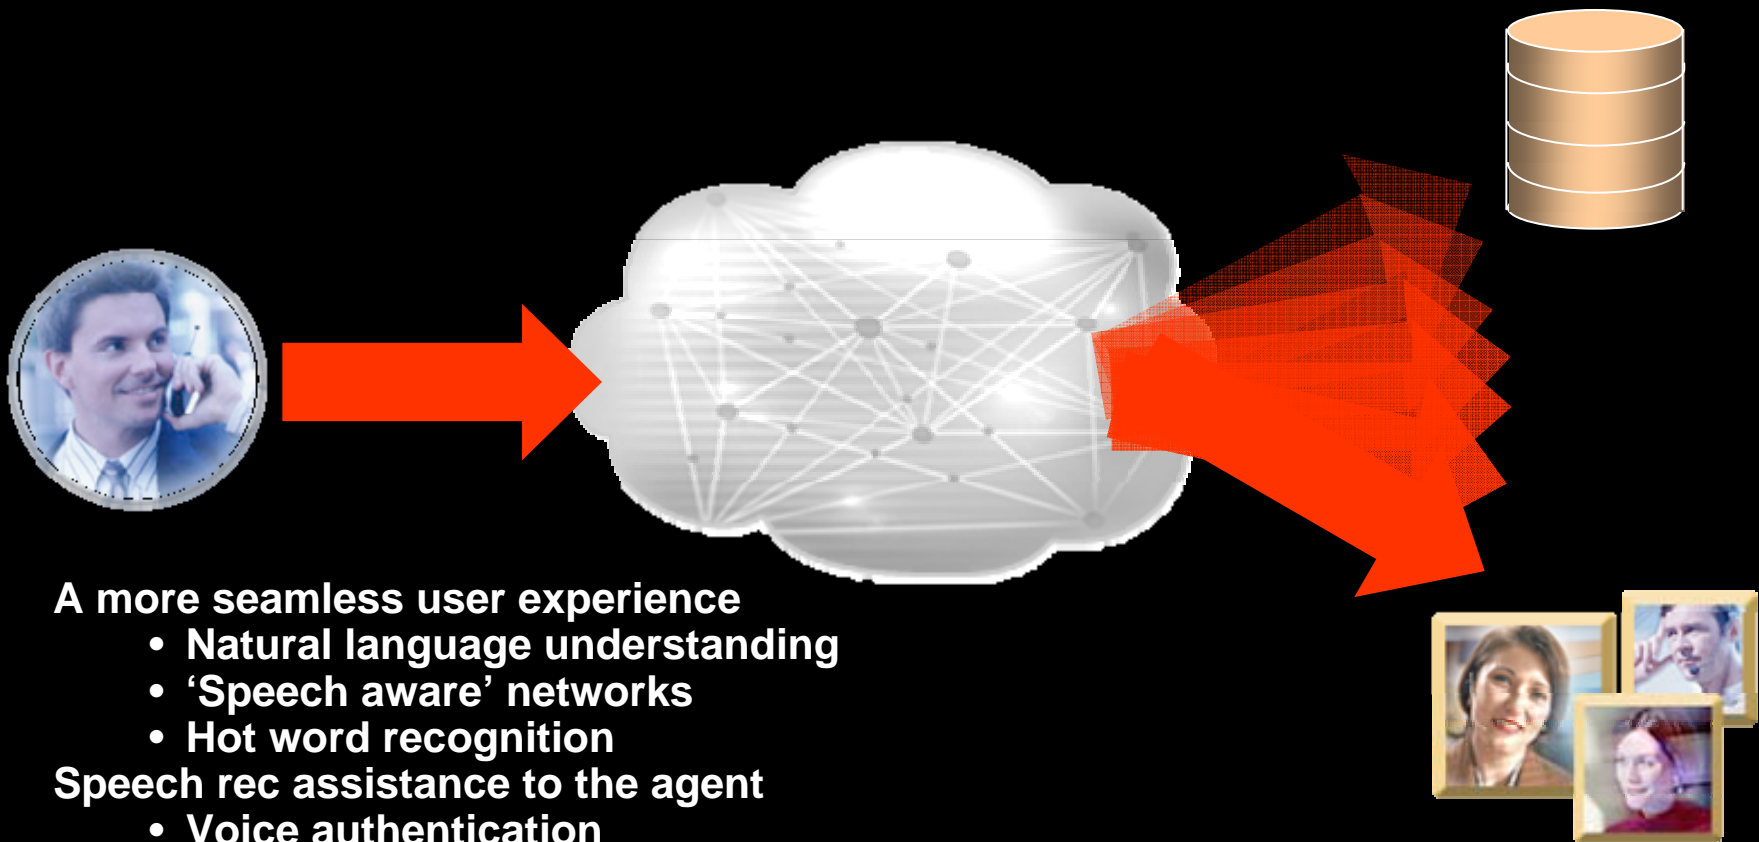 A more seamless user experience
• Natural language understanding
• ‘Speech aware’ networks
• Hot word recognition
Speech rec assistance to the agent
• Voice authentication